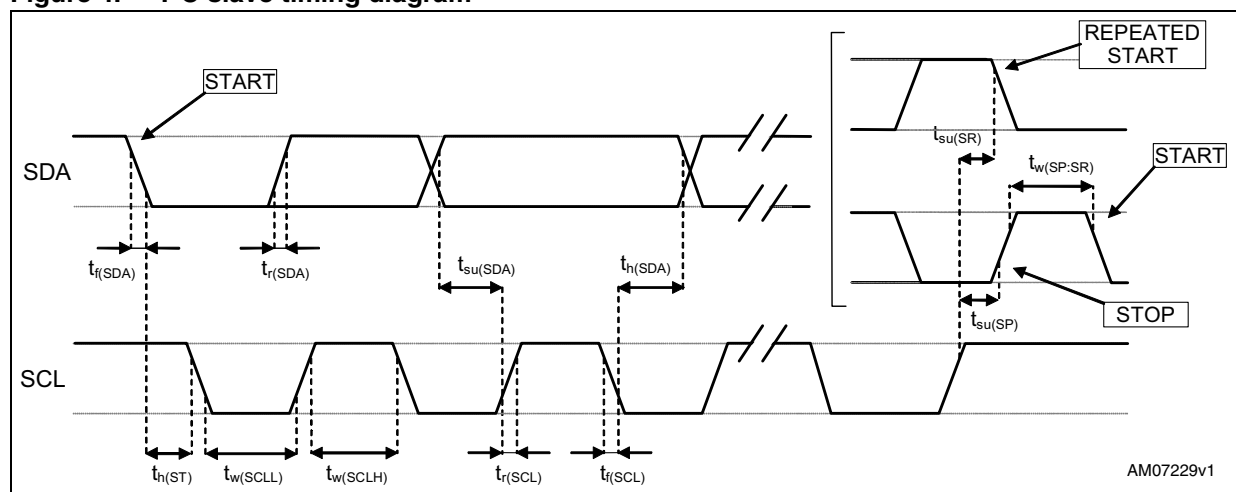 START
REPEATED
START
SDA
t_su(SR)
t_w(SP:SR)
START
t_f(SDA)
t_r(SDA)
t_su(SDA)
t_h(SDA)
t_su(SP)
STOP
SCL
t_h(ST)
t_w(SCLL)
t_w(SCLH)
t_r(SCL)
t_f(SCL)
AM07229v1